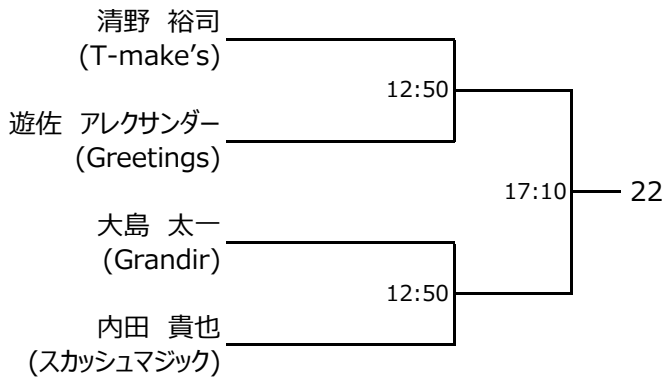 清野 裕司
(T-make’s)
12:50
遊佐 アレクサンダー
(Greetings)
17:10 22
大島 太一
(Grandir)
12:50
内田 貴也
(スカッシュマジック)